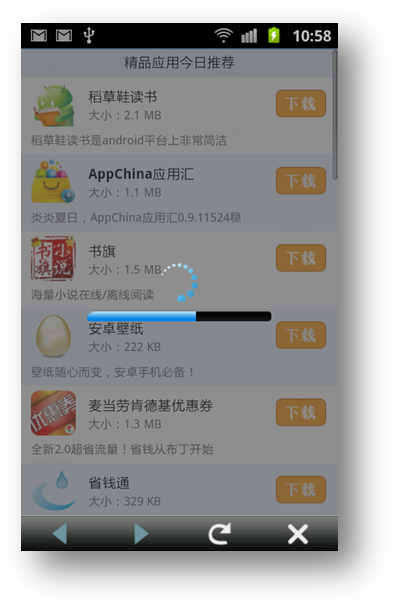 10:58
精品应用今日推荐
稻草鞋读书
大小：2.1 MB
下载
稻草鞋读书是android平台上非常简洁
AppChina应用汇
大小：1.1 MB
下载
炎炎夏日，AppChina应用汇0.9.11524稳
书旗小说
书旗
大小：1.5 MB
下载
海量小说在线/离线阅读
安卓壁纸
大小：222 KB
下载
壁纸随心而变，安卓手机必备！
优惠券
麦当劳肯德基优惠券
大小：1.3 MB
下载
全新2.0超省流量！省钱从布丁开始
省钱通
大小：329 KB
下载